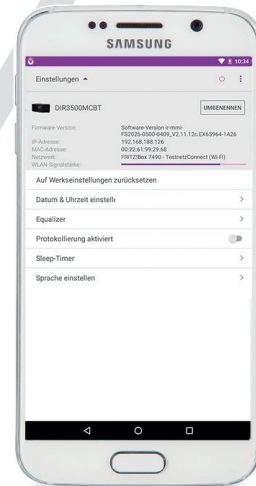 SAMSUNG
10:34
Einstellungen
DIR3500MCBT
UMBENENNEN
Firmware-Version: Software-Version ir-mmi-
FS2026-0500-0409_V2.11.12c.EX65964-1A26
IP-Adresse: 192.168.188.126
MAC-Adresse: 00:22:61:99:29:68
Netzwerk: FRITZ!Box 7490 - TestnetzConnect (Wi-Fi)
WLAN-Signalstärke:
Auf Werkseinstellungen zurücksetzen
Datum & Uhrzeit einstelle
Equalizer
Protokollierung aktiviert
Sleep-Timer
Sprache einstellen